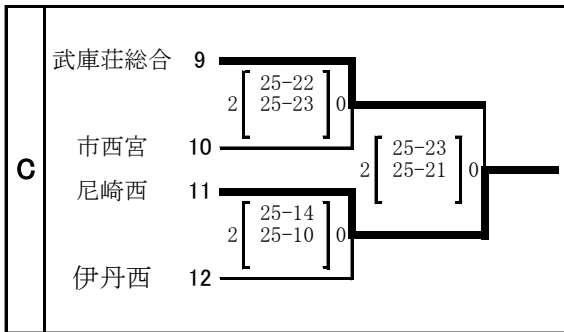 C
武庫荘総合 9
2 [ 25-22 25-23 ] 0
市西宮 10
2 [ 25-23 25-21 ] 0
尼崎西 11
2 [ 25-14 25-10 ] 0
伊丹西 12